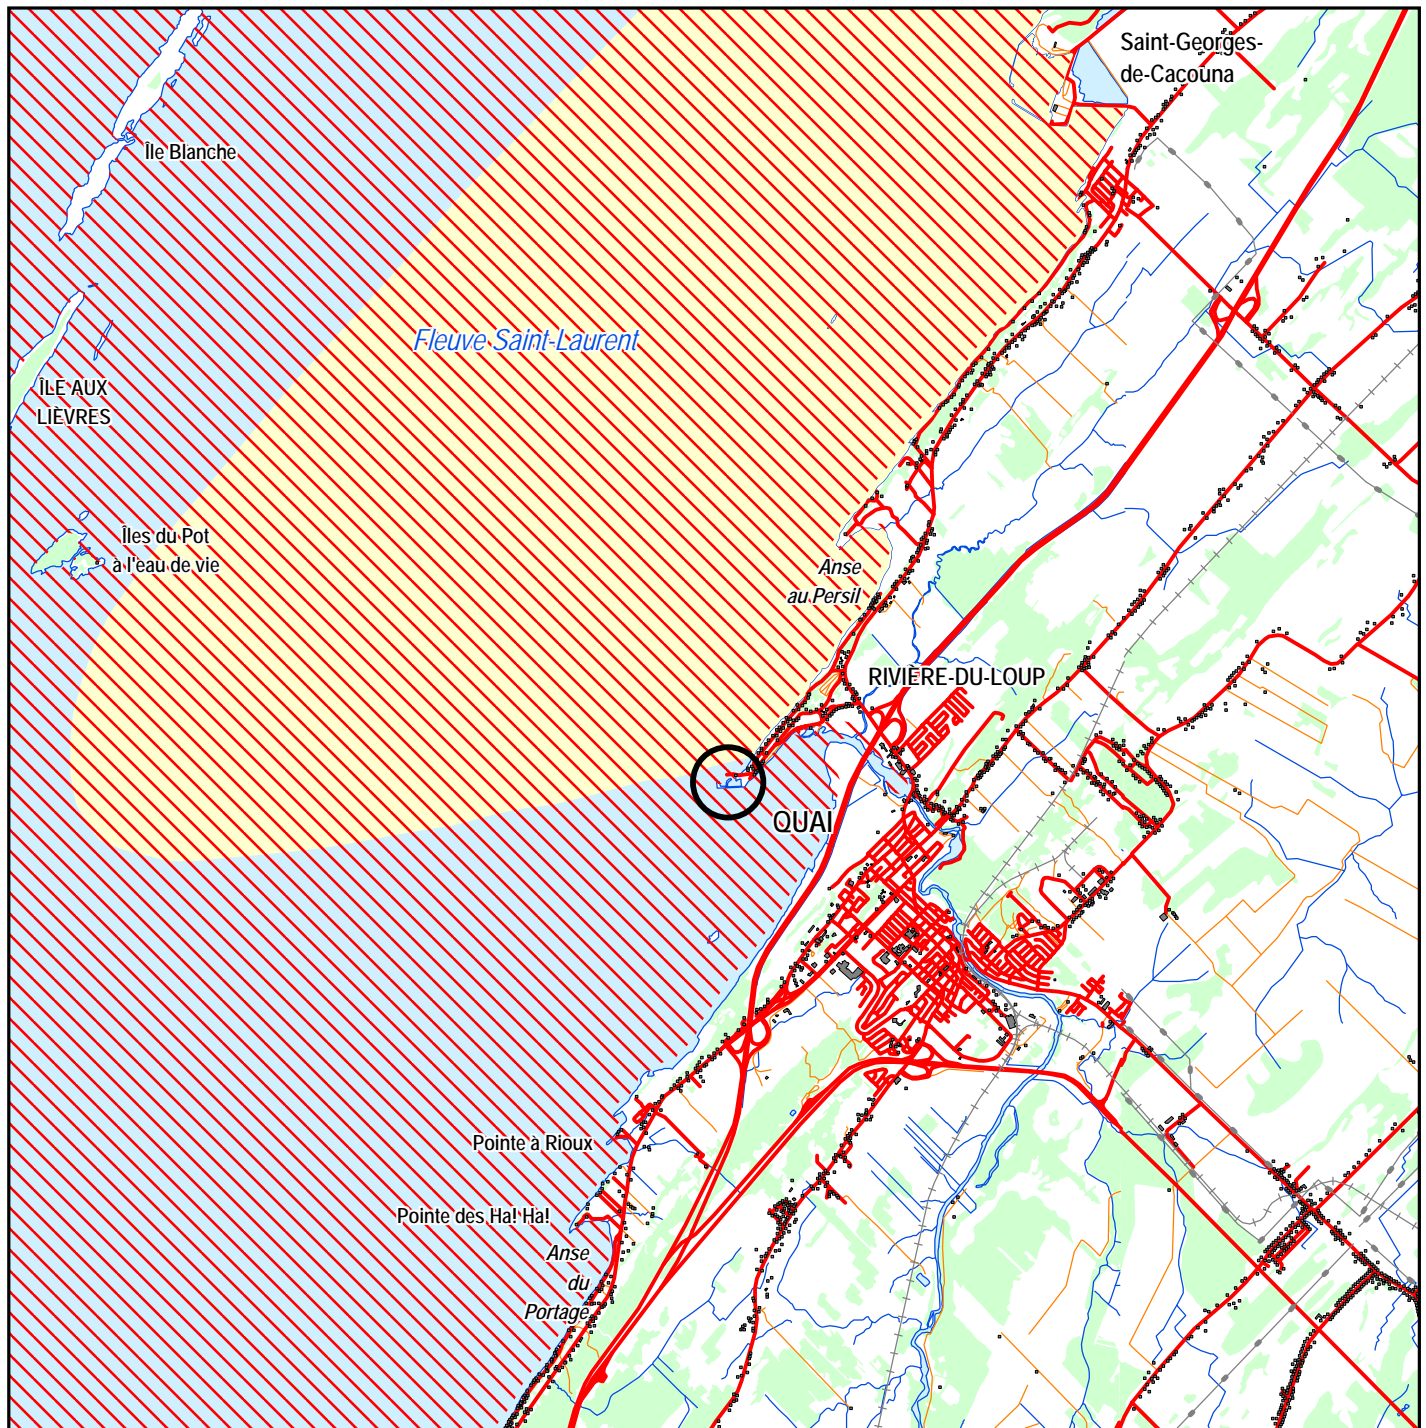 Saint-Georges-
de-Cacouna
Île Blanche
Fleuve Saint-Laurent
ÎLE AUX
LIÈVRES
Îles du Pot
à l'eau de vie
Anse
au Persil
RIVIÈRE-DU-LOUP
QUAI
Pointe à Rioux
Pointe des Ha! Ha!
Anse
du
Portage